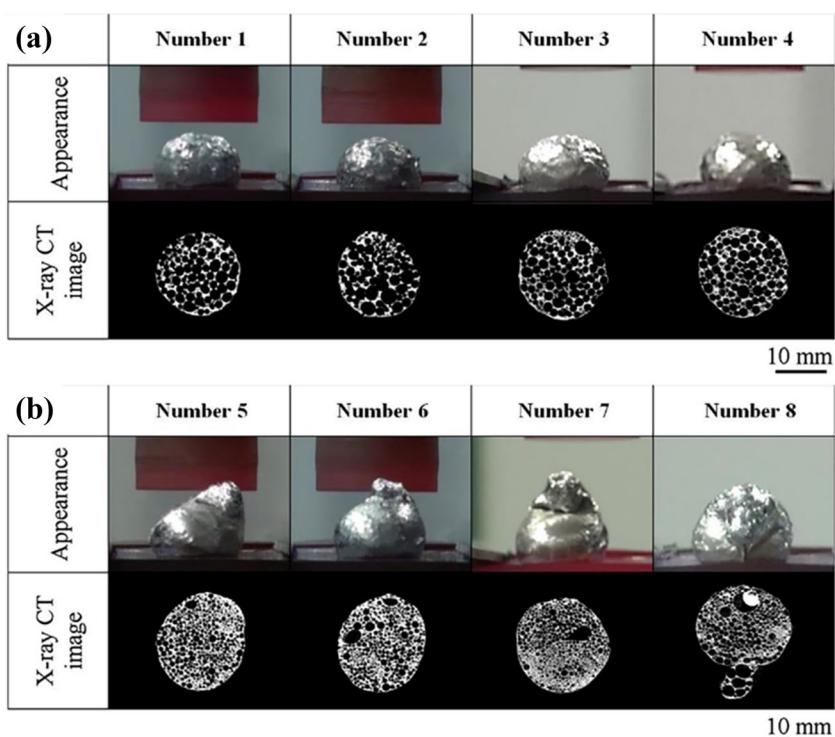 (a)
Number 1
Number 2
Number 3
Number 4
Appearance
X-ray CT
image
10 mm
(b)
Number 5
Number 6
Number 7
Number 8
Appearance
X-ray CT
image
10 mm